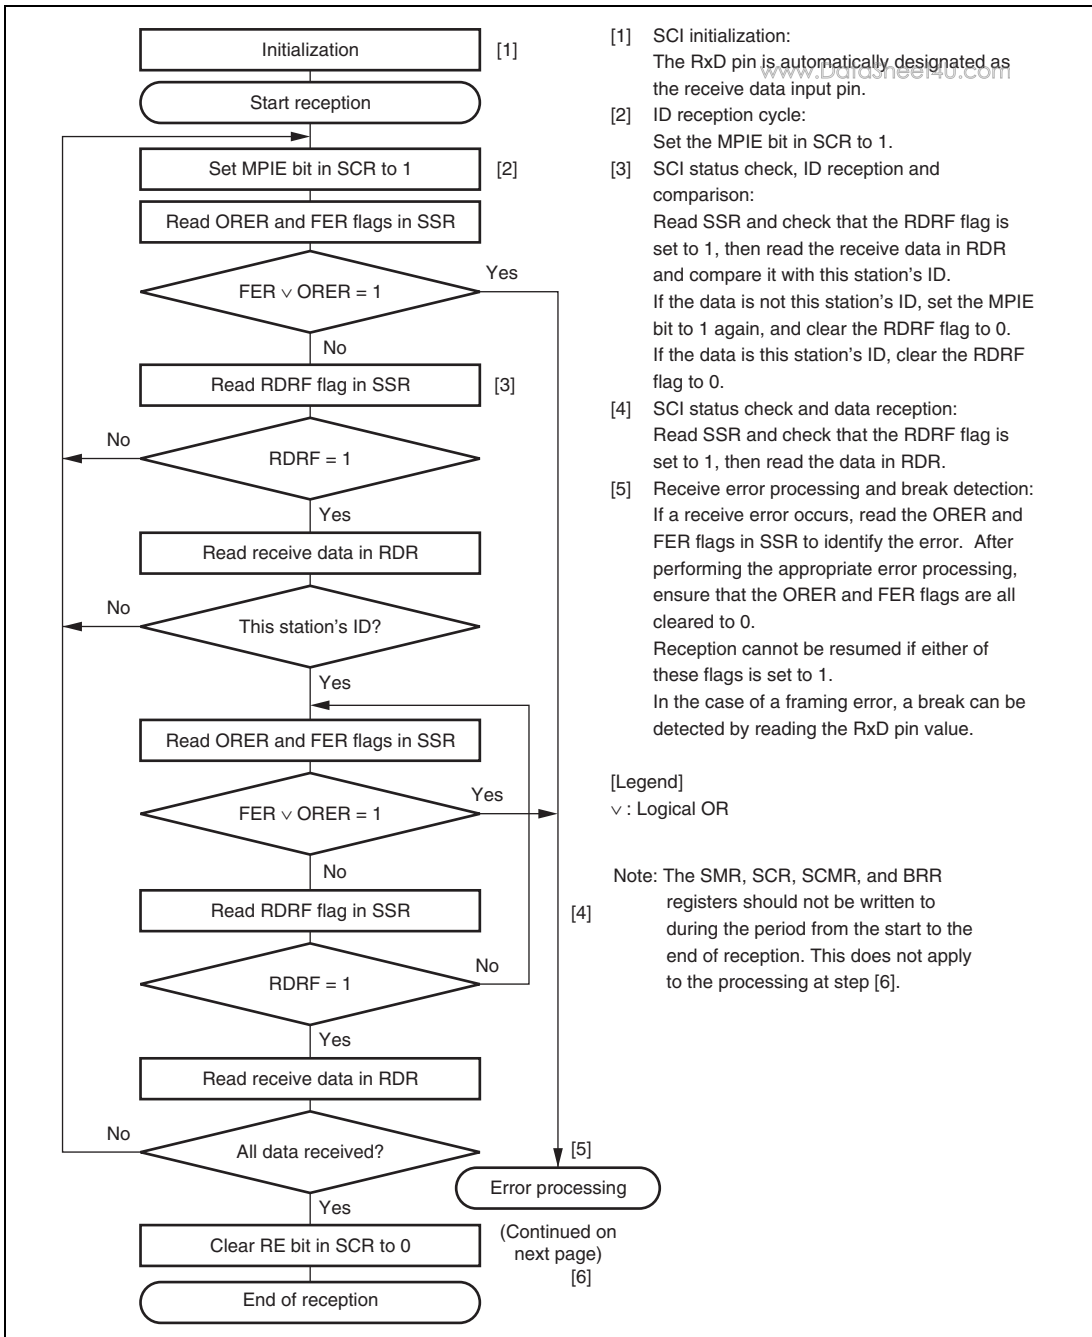 Initialization
[1]
Start reception
Set MPIE bit in SCR to 1
[2]
Read ORER and FER flags in SSR
FER ∨ ORER = 1
Yes
No
Read RDRF flag in SSR
[3]
No
RDRF = 1
Yes
Read receive data in RDR
No
This station's ID?
Yes
Read ORER and FER flags in SSR
FER ∨ ORER = 1
Yes
No
Read RDRF flag in SSR
[4]
RDRF = 1
No
Yes
Read receive data in RDR
No
All data received?
[5]
Error processing
Yes
Clear RE bit in SCR to 0
(Continued on
next page)
[6]
End of reception
[1] SCI initialization:
The RxD pin is automatically designated as
www.DataSheet4U.com
the receive data input pin.
[2] ID reception cycle:
Set the MPIE bit in SCR to 1.
[3] SCI status check, ID reception and
comparison:
Read SSR and check that the RDRF flag is
set to 1, then read the receive data in RDR
and compare it with this station's ID.
If the data is not this station's ID, set the MPIE
bit to 1 again, and clear the RDRF flag to 0.
If the data is this station's ID, clear the RDRF
flag to 0.
[4] SCI status check and data reception:
Read SSR and check that the RDRF flag is
set to 1, then read the data in RDR.
[5] Receive error processing and break detection:
If a receive error occurs, read the ORER and
FER flags in SSR to identify the error. After
performing the appropriate error processing,
ensure that the ORER and FER flags are all
cleared to 0.
Reception cannot be resumed if either of
these flags is set to 1.
In the case of a framing error, a break can be
detected by reading the RxD pin value.
[Legend]
∨ : Logical OR
Note: The SMR, SCR, SCMR, and BRR
registers should not be written to
during the period from the start to the
end of reception. This does not apply
to the processing at step [6].